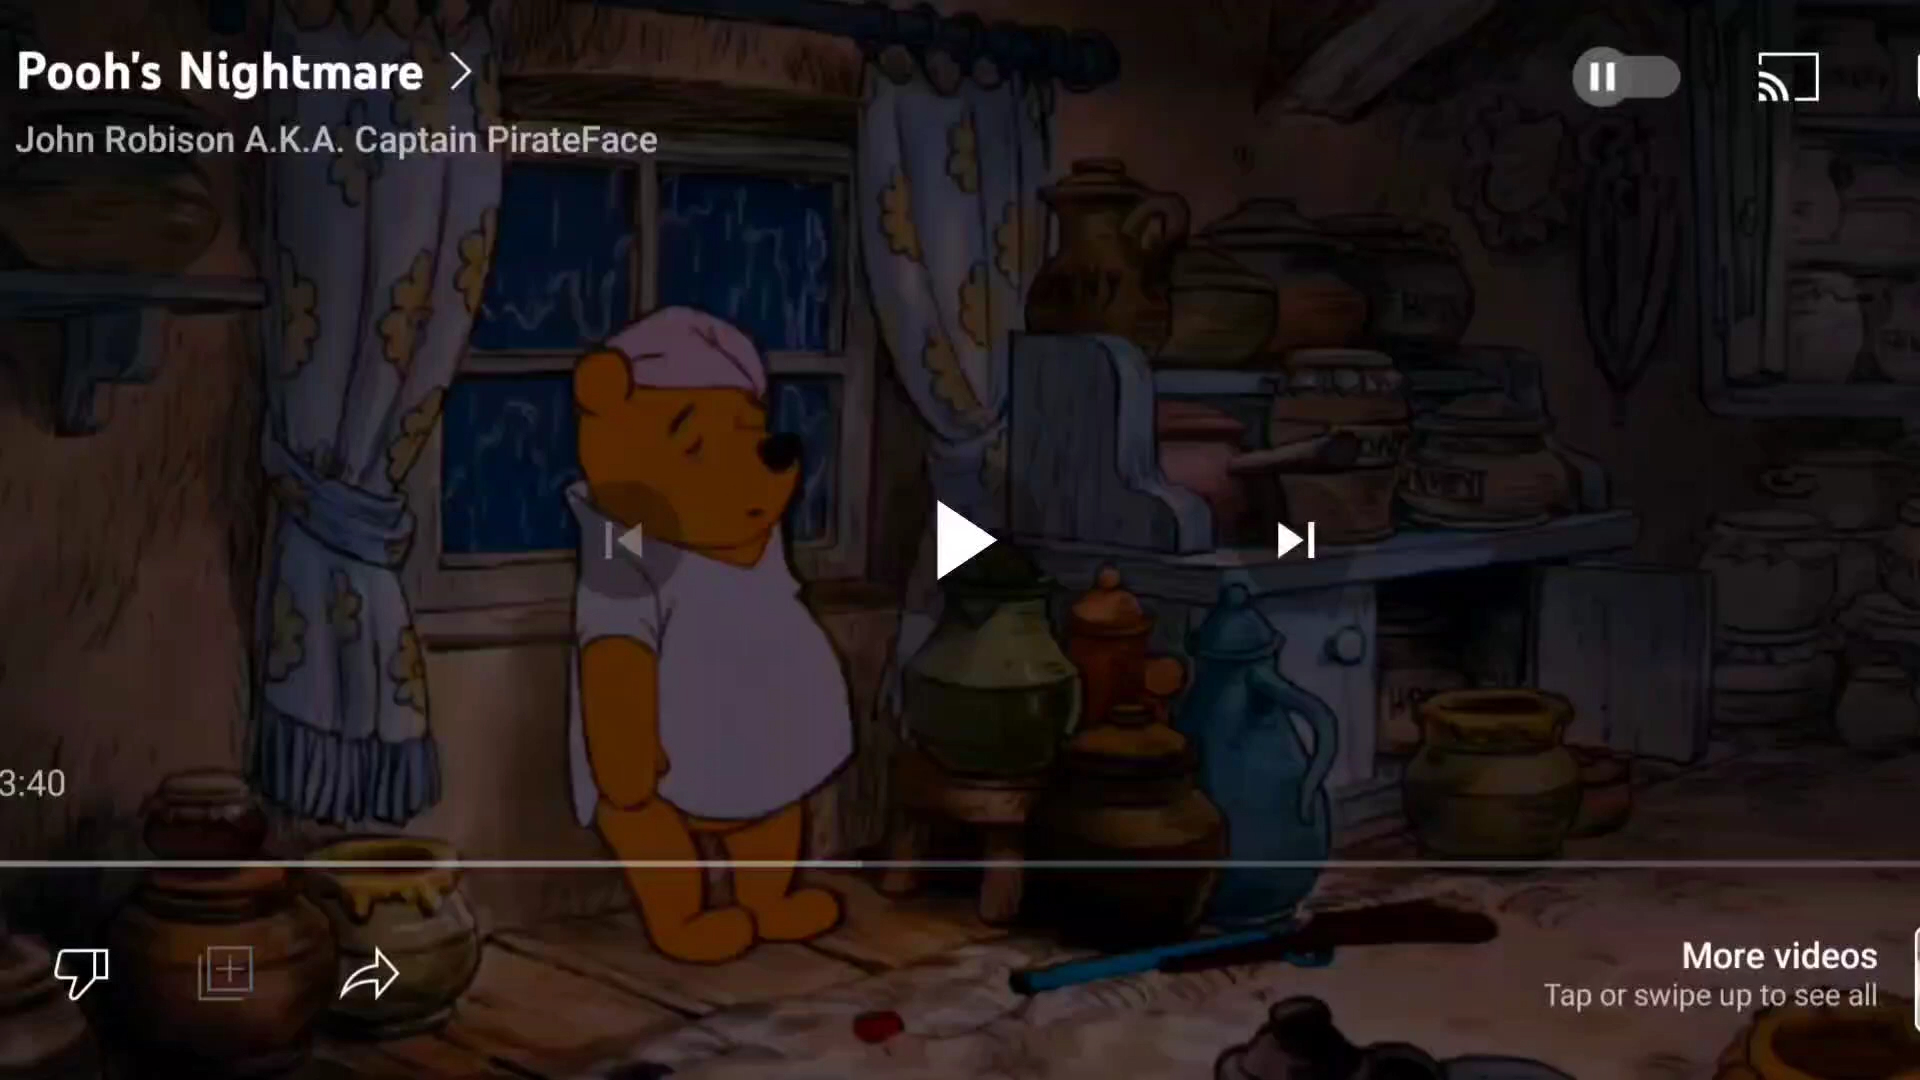 Pooh's Nightmare
John Robison A.K.A. Captain PirateFace
3:40
More videos
Tap or swipe up to see all